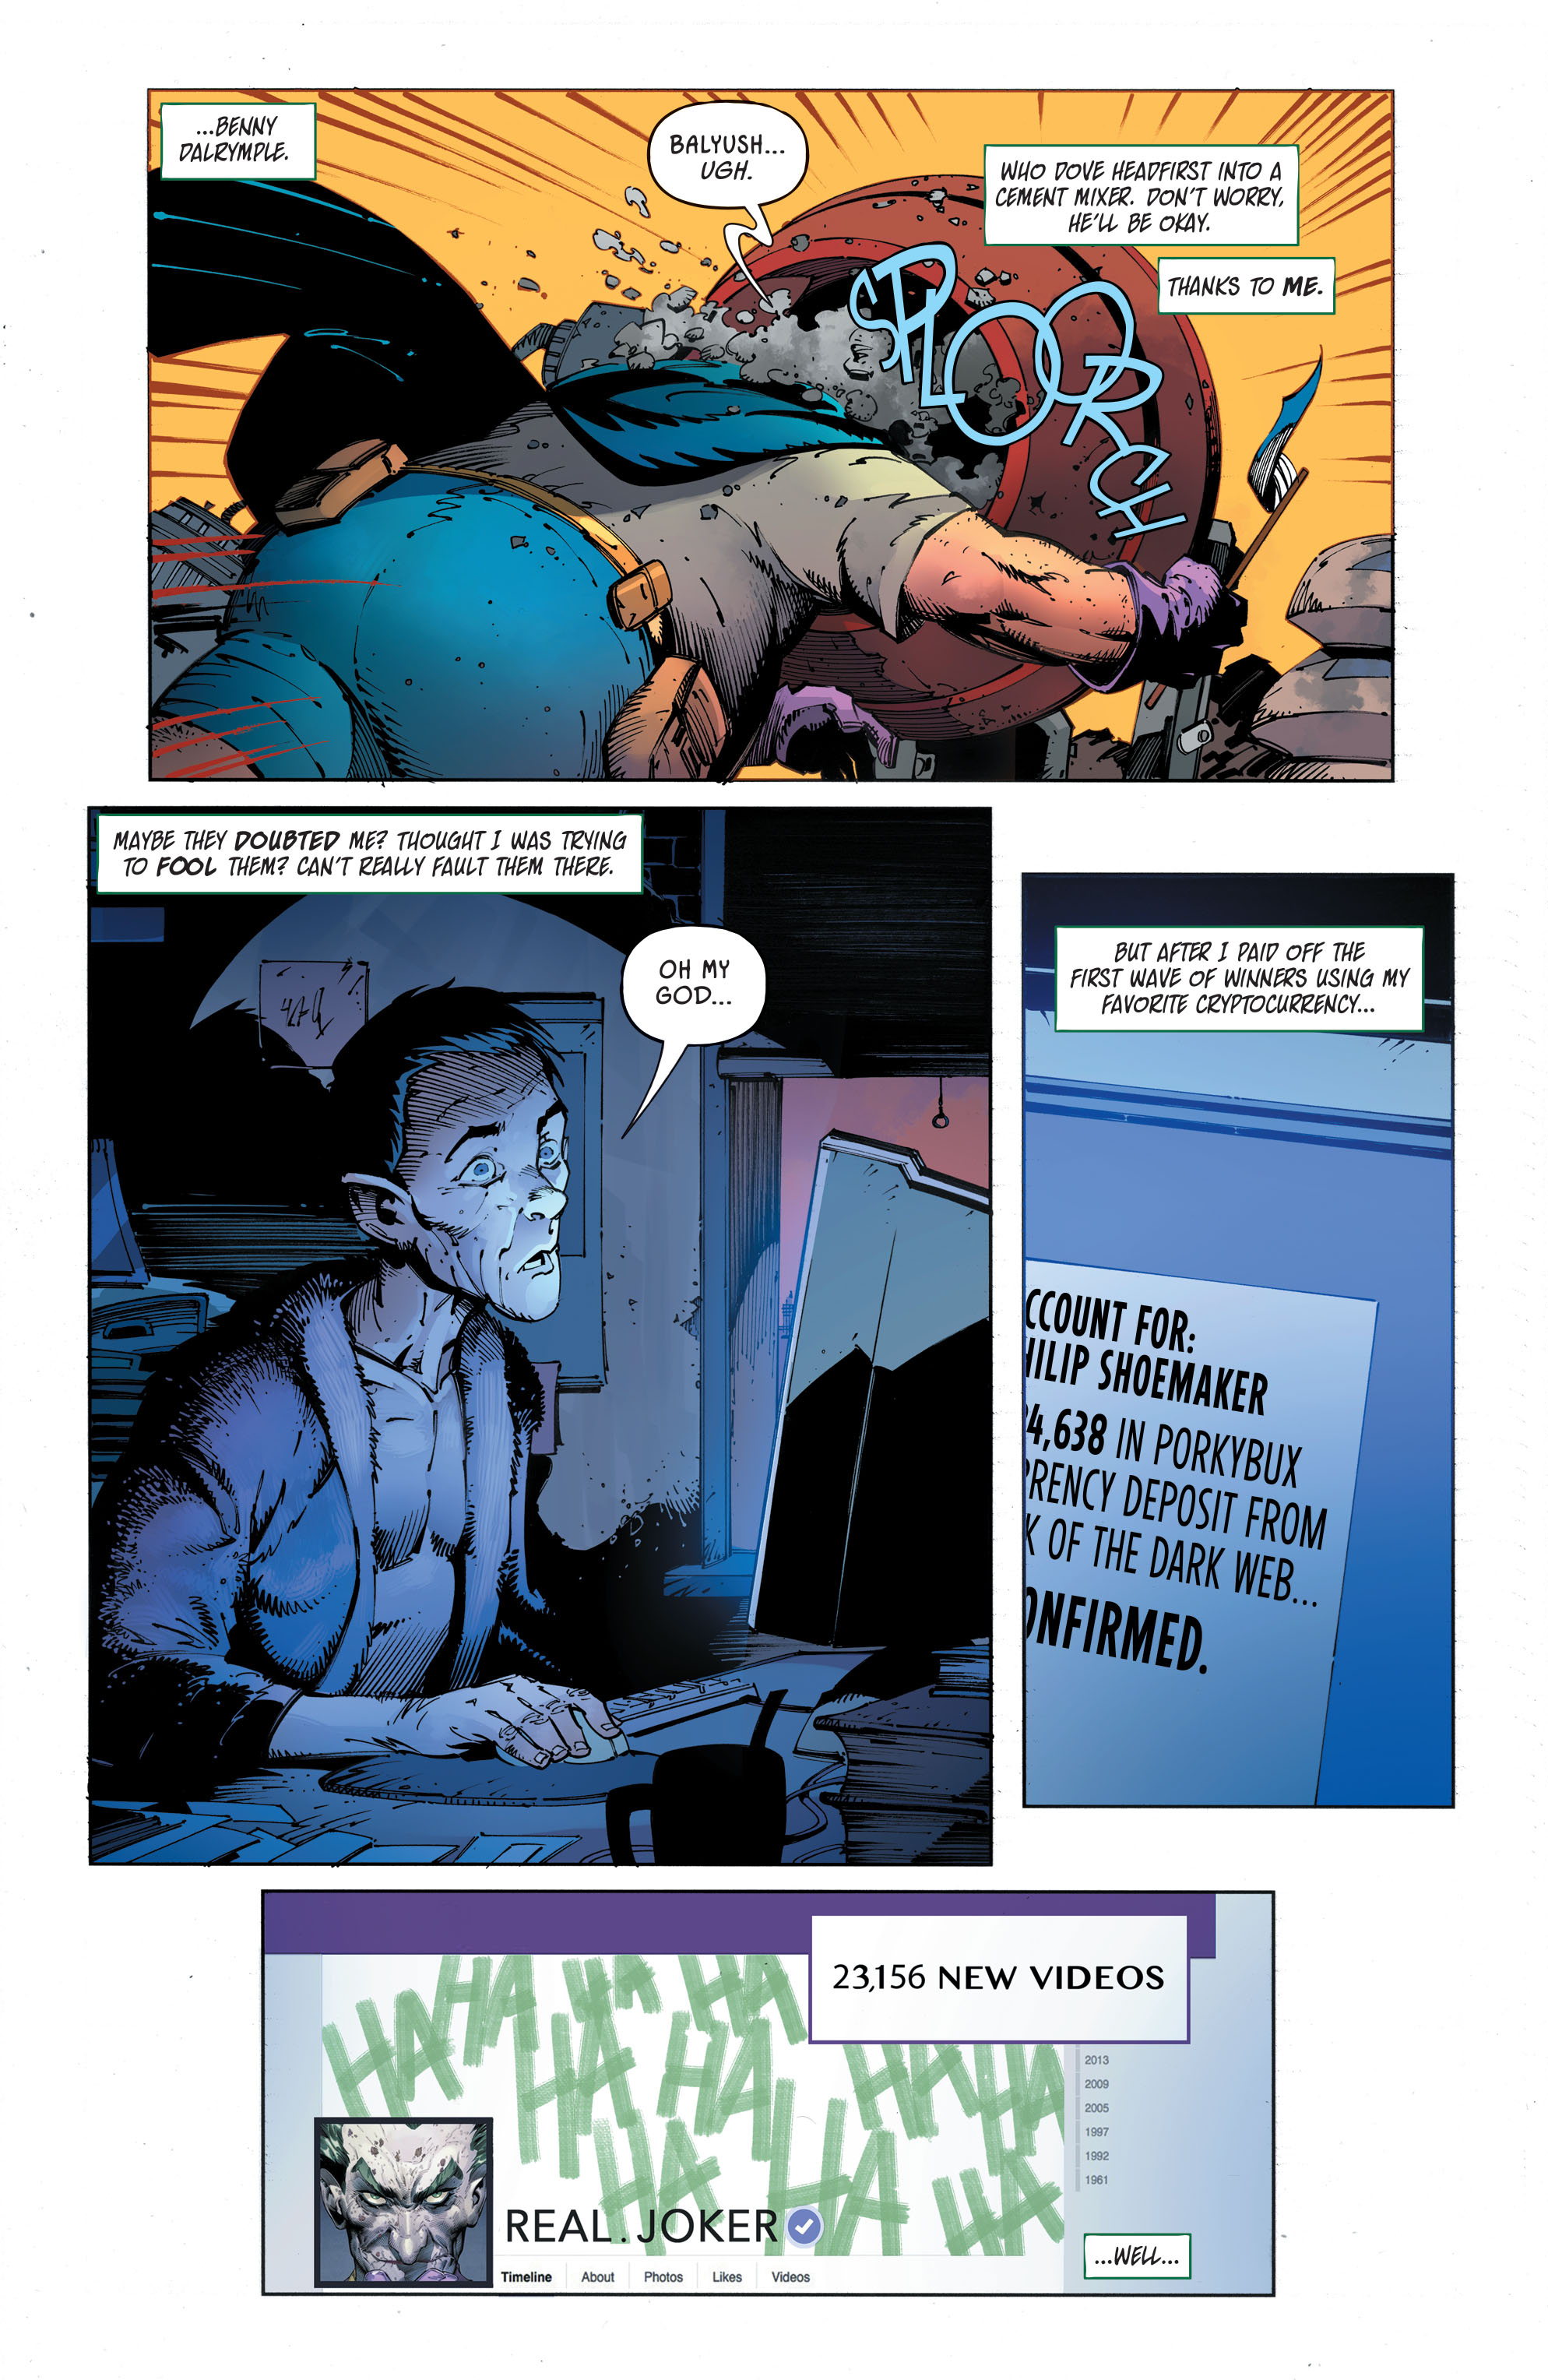 ...BENNY
DALRYMPLE.
BALYUSH...
UGH.
WHO DOVE HEADFIRST INTO A
CEMENT MIXER. DON'T WORRY,
HE'LL BE OKAY.
THANKS TO ME.
SPLOORCH
MAYBE THEY DOUBTED ME? THOUGHT I WAS TRYING
TO FOOL THEM? CAN'T REALLY FAULT THEM THERE.
OH MY
GOD...
BUT AFTER I PAID OFF THE
FIRST WAVE OF WINNERS USING MY
FAVORITE CRYPTOCURRENCY...
CCOUNT FOR:
HILIP SHOEMAKER
4,638 IN PORKYBUX
RRENCY DEPOSIT FROM
K OF THE DARK WEB...
ONFIRMED.
23,156 NEW VIDEOS
HA HA HA
HA HA HA HA HA
HA HA HA
2013
2009
2005
1997
1992
1961
REAL.JOKER
Timeline About Photos Likes Videos
...WELL...